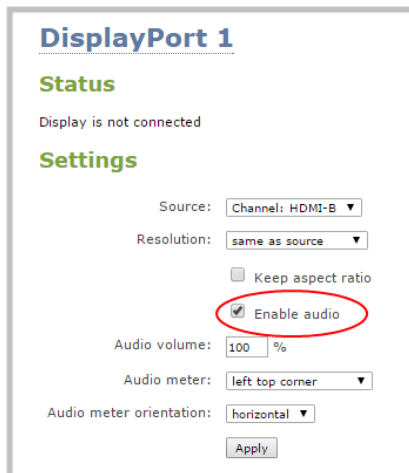 DisplayPort 1
Status
Display is not connected
Settings
Source: Channel: HDMI-B
Resolution: same as source
Keep aspect ratio
Enable audio
Audio volume: 100 %
Audio meter: left top corner
Audio meter orientation: horizontal
Apply